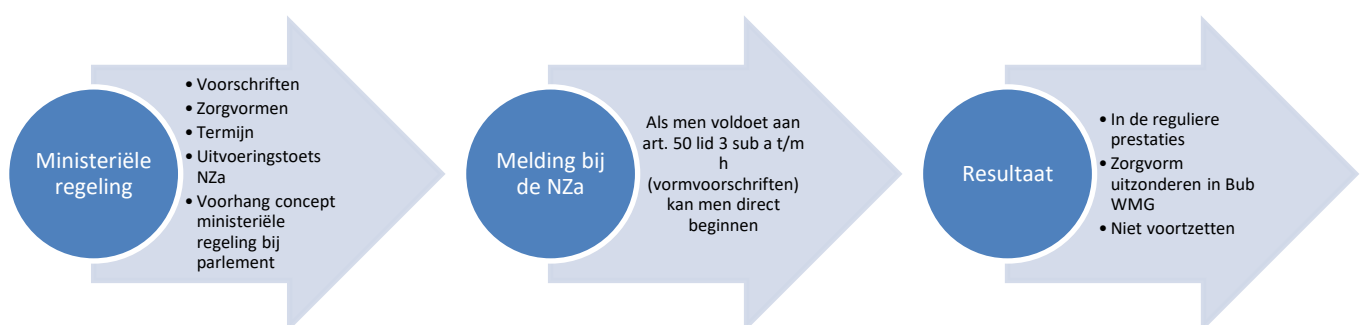 Ministeriële
regeling
• Voorschriften
• Zorgvormen
• Termijn
• Uitvoeringstoets
NZa
• Voorhang concept
ministeriële
regeling bij
parlement
Melding bij
de NZa
Als men voldoet aan
art. 50 lid 3 sub a t/m
h
(vormvoorschriften)
kan men direct
beginnen
Resultaat
• In de reguliere
prestaties
• Zorgvorm
uitzonderen in Bub
WMG
• Niet voortzetten